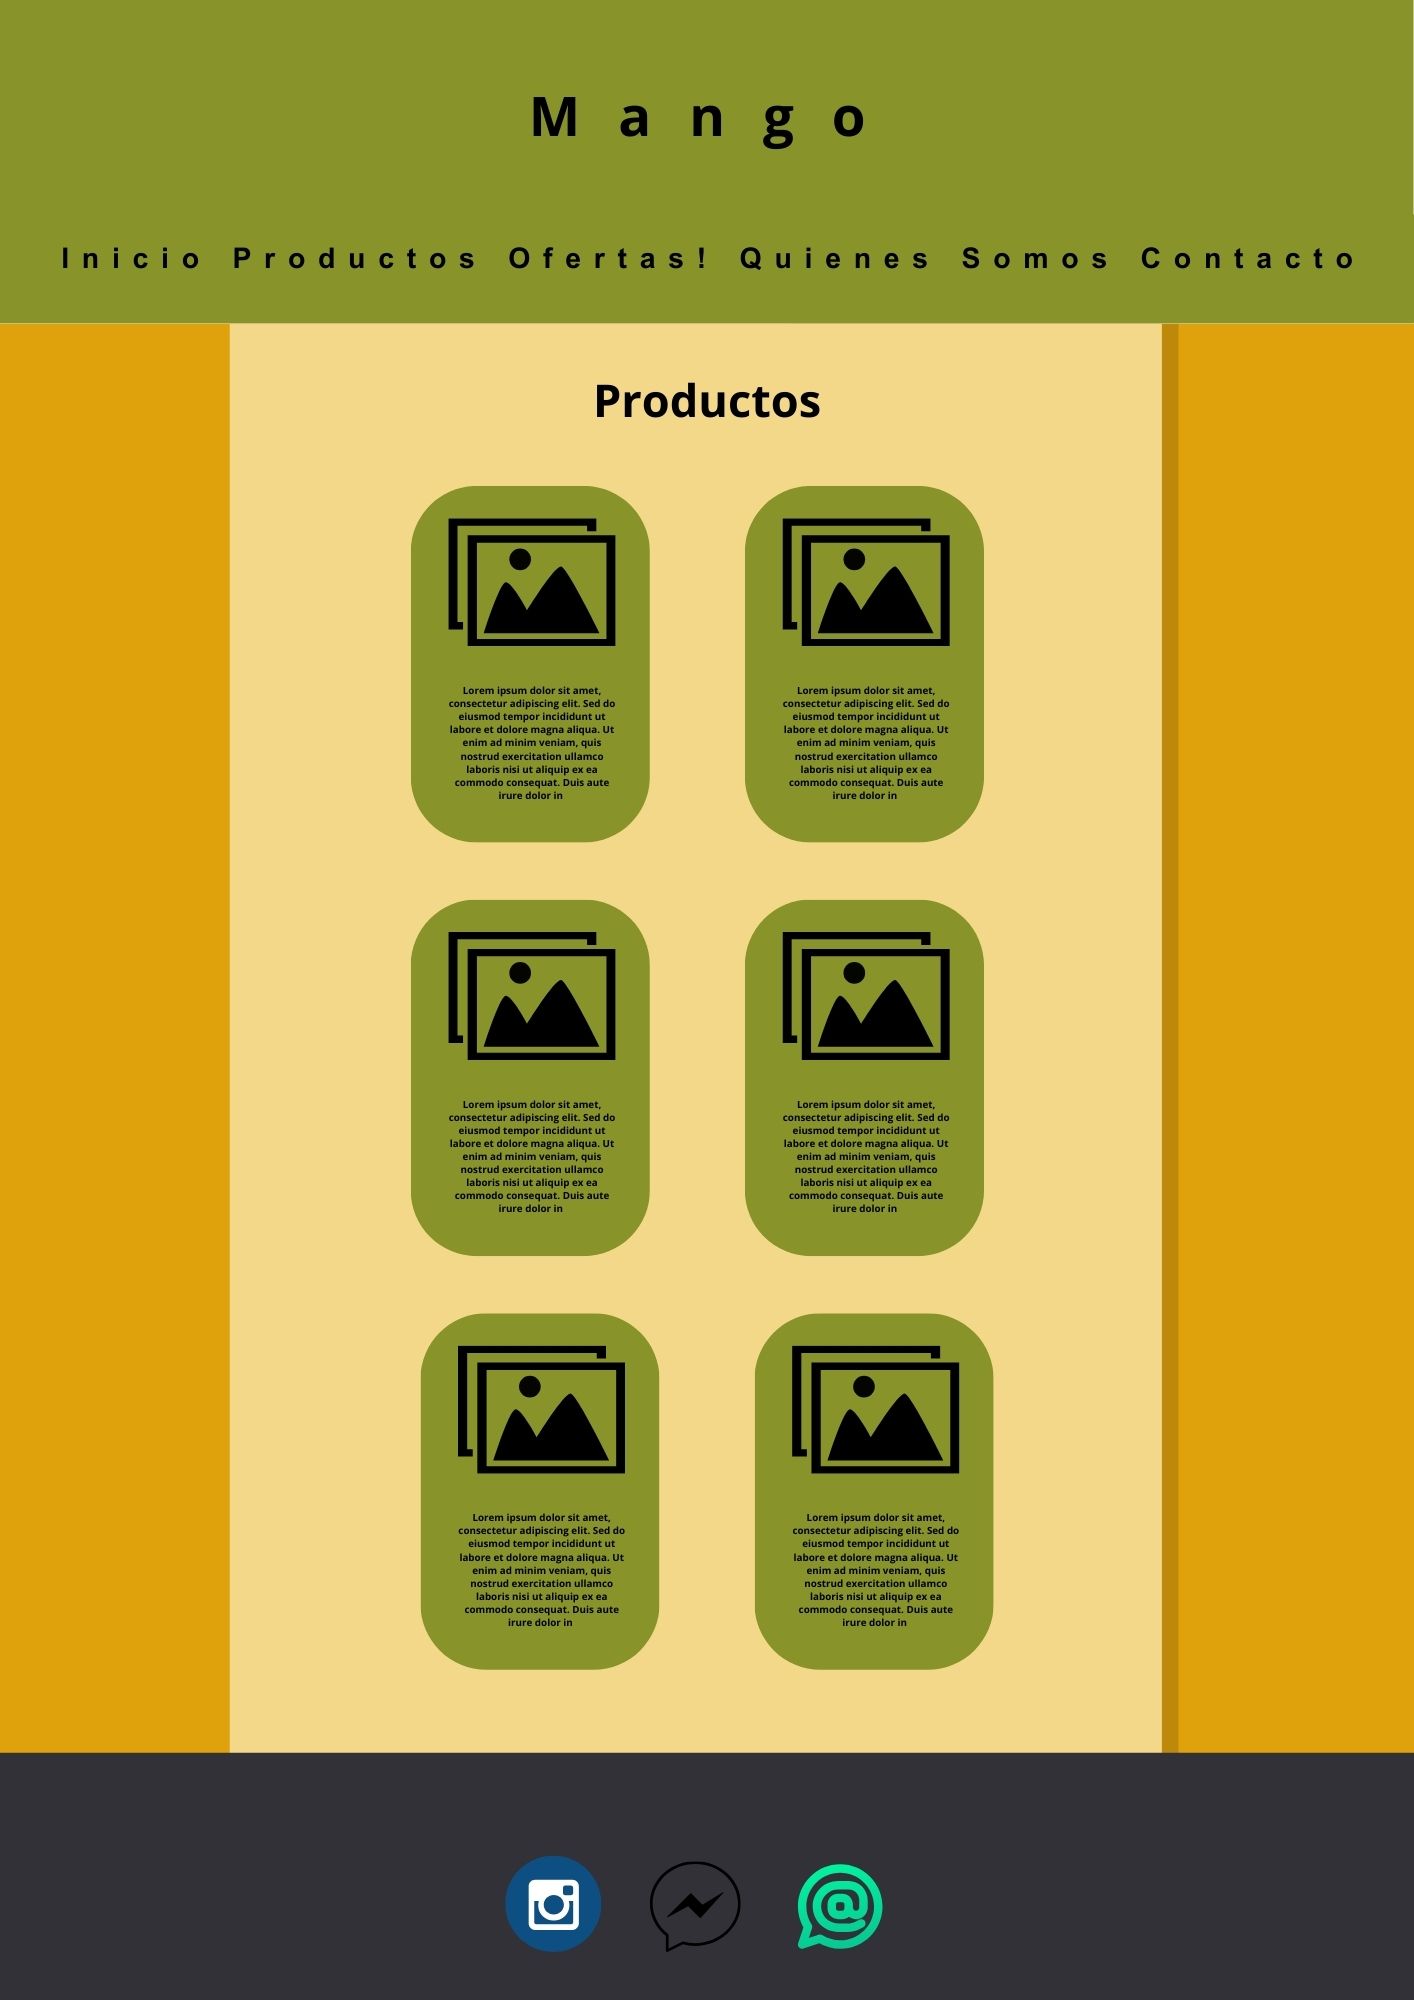 Mango
Inicio Productos Ofertas! Quienes Somos Contacto
Productos
Lorem ipsum dolor sit amet,
consectetur adipiscing elit. Sed do
eiusmod tempor incididunt ut
labore et dolore magna aliqua. Ut
enim ad minim veniam, quis
nostrud exercitation ullamco
laboris nisi ut aliquip ex ea
commodo consequat. Duis aute
irure dolor in
Lorem ipsum dolor sit amet,
consectetur adipiscing elit. Sed do
eiusmod tempor incididunt ut
labore et dolore magna aliqua. Ut
enim ad minim veniam, quis
nostrud exercitation ullamco
laboris nisi ut aliquip ex ea
commodo consequat. Duis aute
irure dolor in
Lorem ipsum dolor sit amet,
consectetur adipiscing elit. Sed do
eiusmod tempor incididunt ut
labore et dolore magna aliqua. Ut
enim ad minim veniam, quis
nostrud exercitation ullamco
laboris nisi ut aliquip ex ea
commodo consequat. Duis aute
irure dolor in
Lorem ipsum dolor sit amet,
consectetur adipiscing elit. Sed do
eiusmod tempor incididunt ut
labore et dolore magna aliqua. Ut
enim ad minim veniam, quis
nostrud exercitation ullamco
laboris nisi ut aliquip ex ea
commodo consequat. Duis aute
irure dolor in
Lorem ipsum dolor sit amet,
consectetur adipiscing elit. Sed do
eiusmod tempor incididunt ut
labore et dolore magna aliqua. Ut
enim ad minim veniam, quis
nostrud exercitation ullamco
laboris nisi ut aliquip ex ea
commodo consequat. Duis aute
irure dolor in
Lorem ipsum dolor sit amet,
consectetur adipiscing elit. Sed do
eiusmod tempor incididunt ut
labore et dolore magna aliqua. Ut
enim ad minim veniam, quis
nostrud exercitation ullamco
laboris nisi ut aliquip ex ea
commodo consequat. Duis aute
irure dolor in